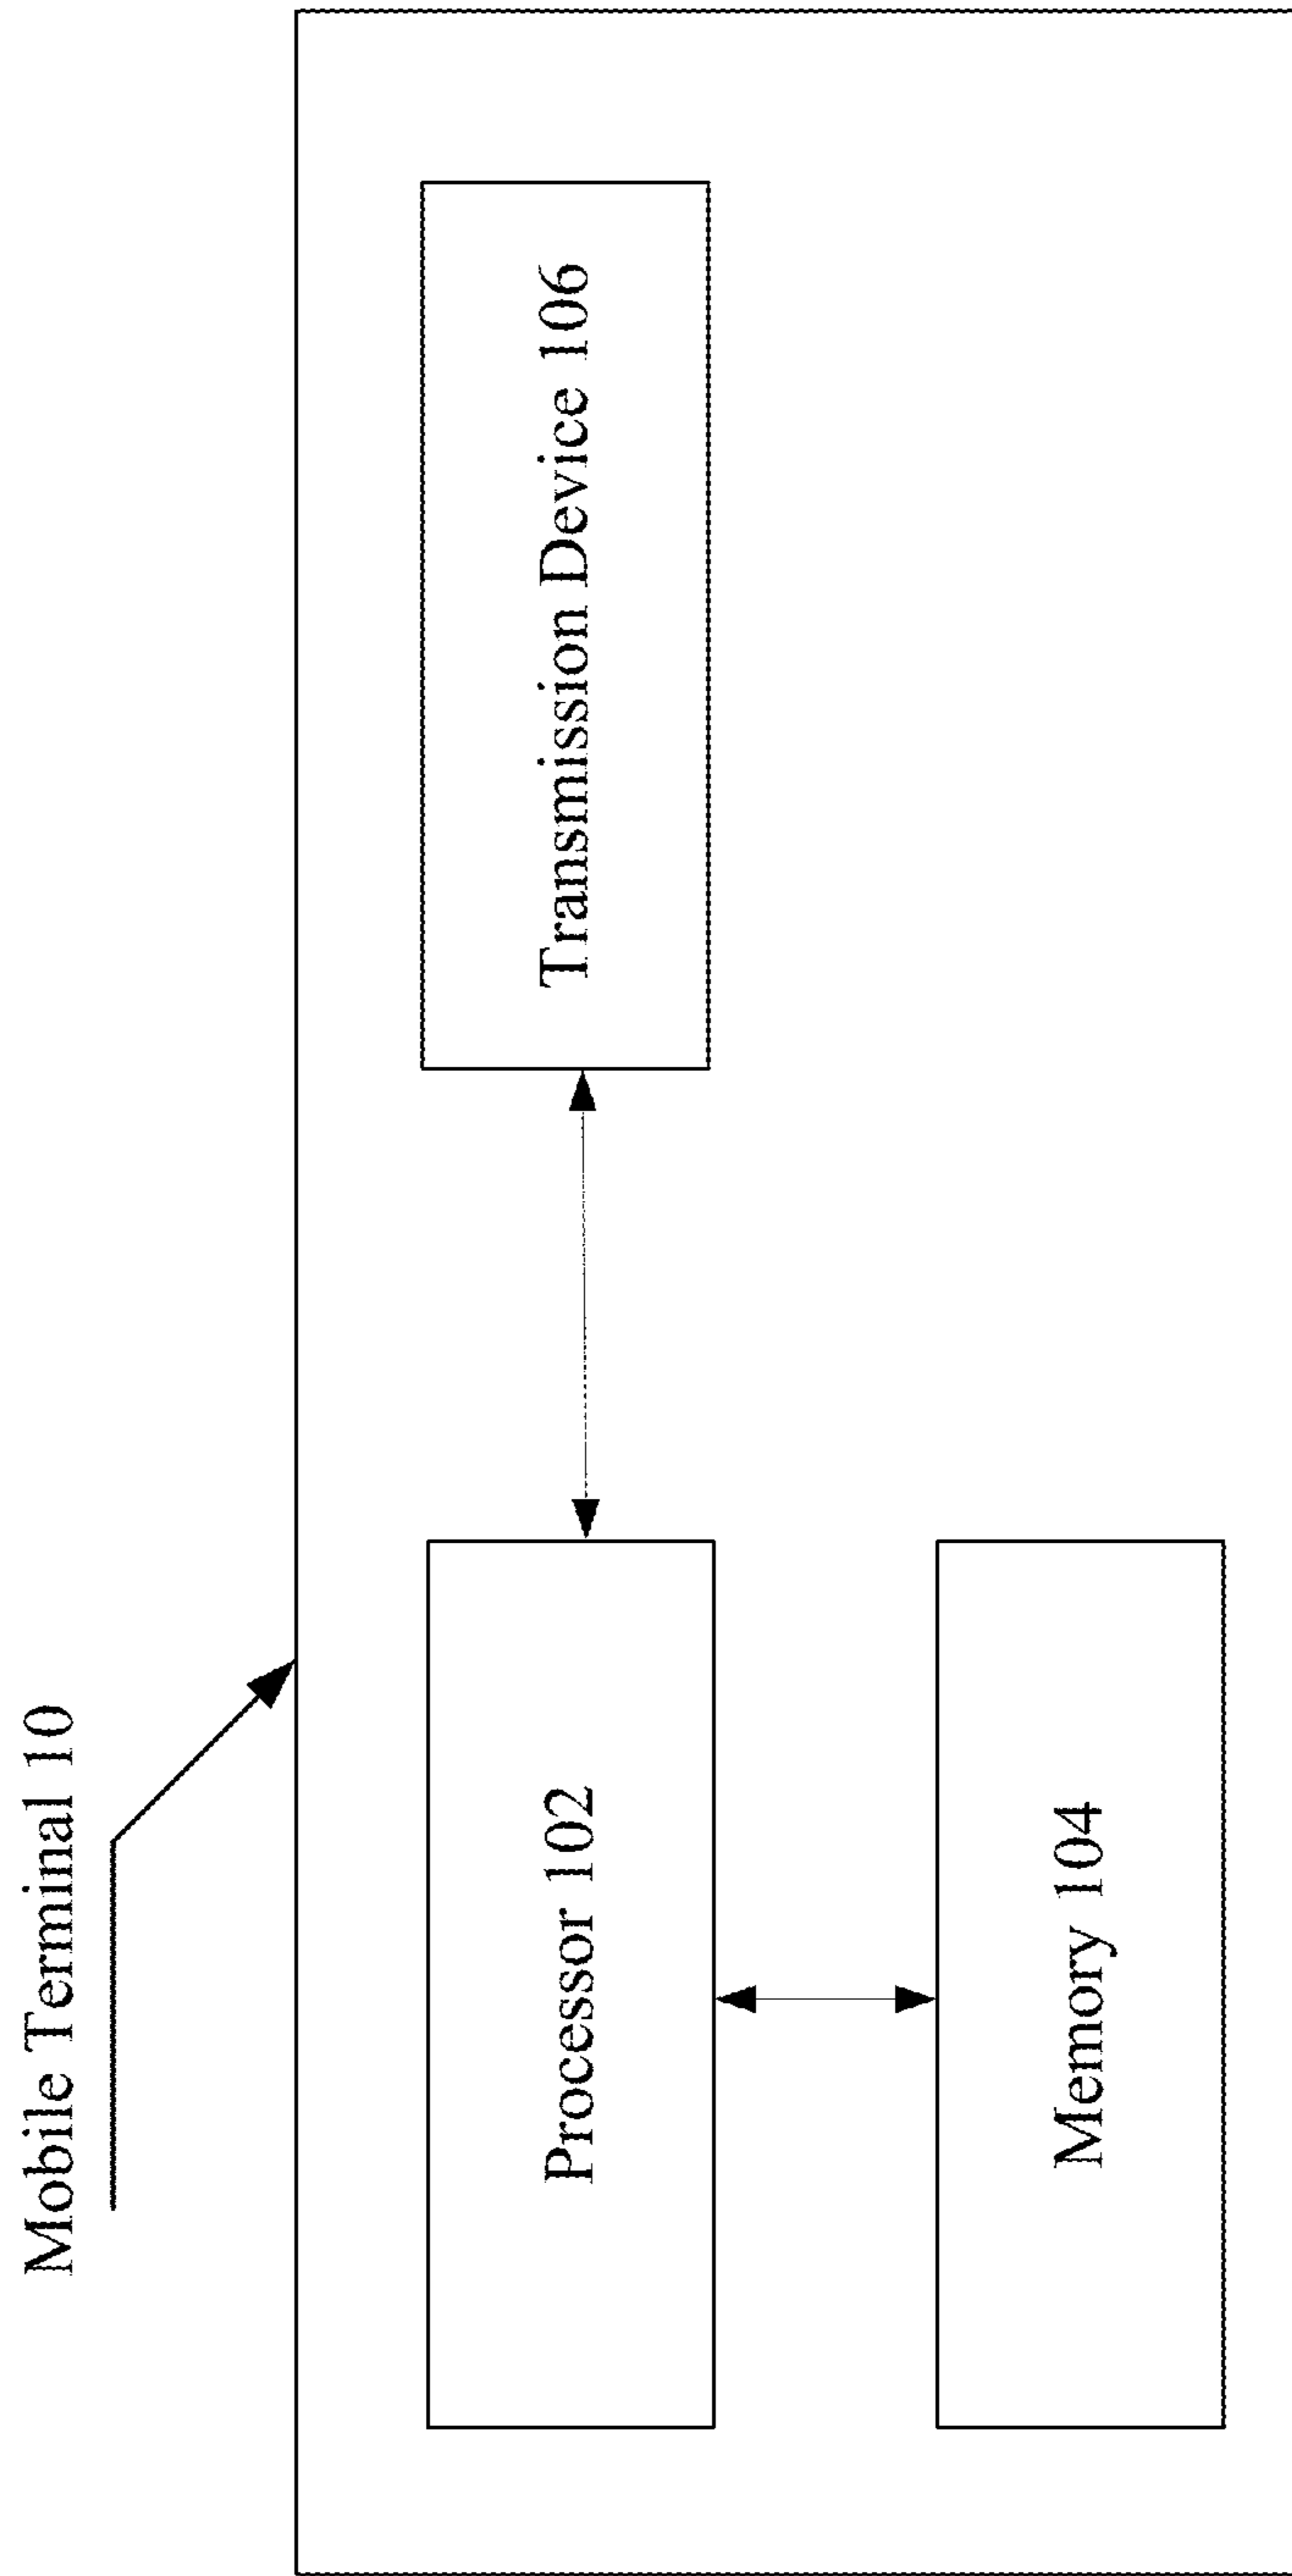 Mobile Terminal 10
Processor 102
Transmission Device 106
Memory 104